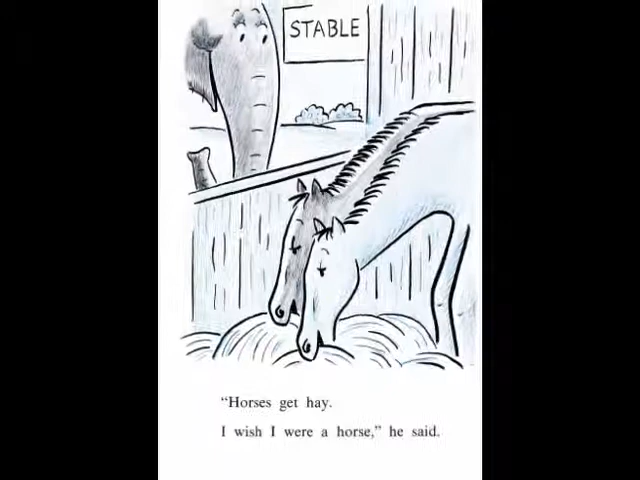 STABLE
“Horses get hay.
I wish I were a horse,” he said.